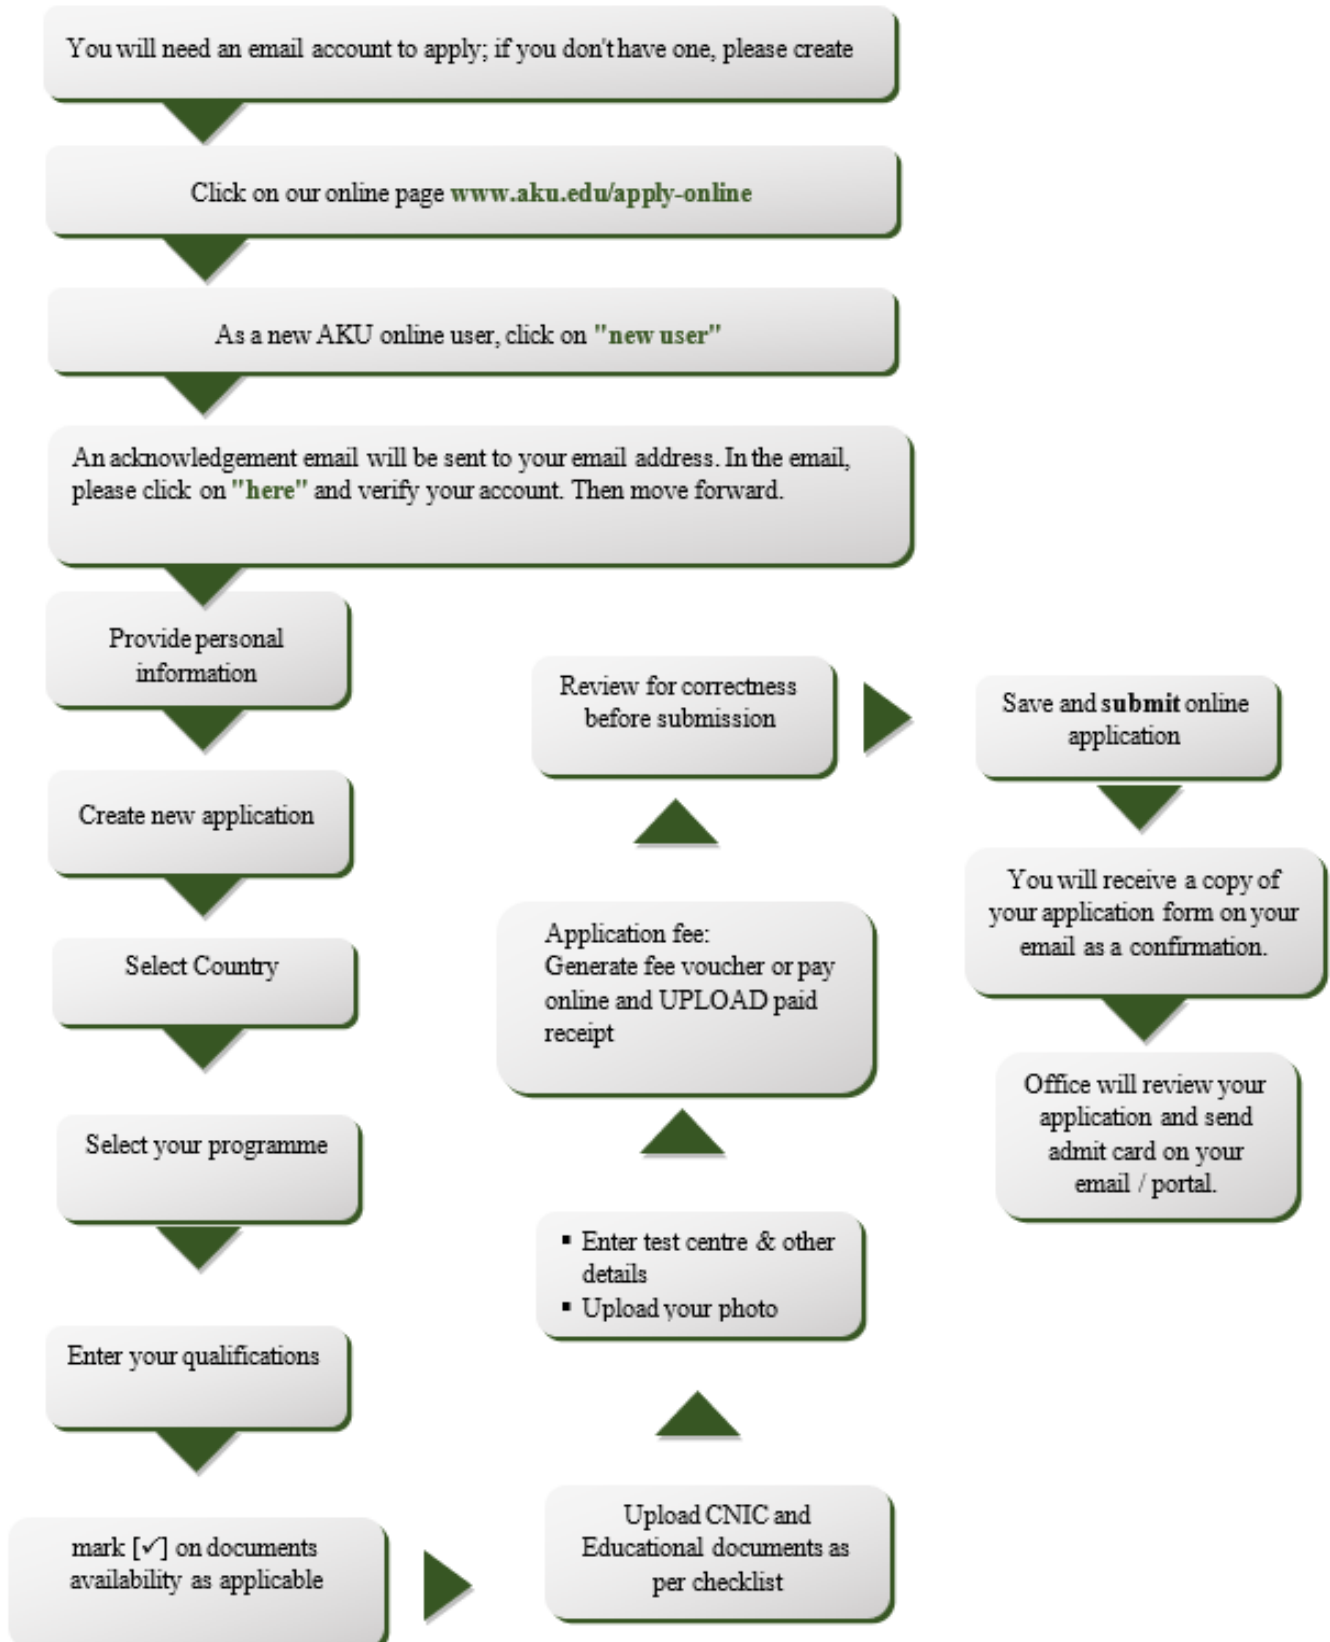 You will need an email account to apply; if you don't have one, please create
Click on our online page www.aku.edu/apply-online
As a new AKU online user, click on "new user"
An acknowledgement email will be sent to your email address. In the email,
please click on "here" and verify your account. Then move forward.
Provide personal
information
Create new application
Select Country
Select your programme
Enter your qualifications
mark [✓] on documents
availability as applicable
Upload CNIC and
Educational documents as
per checklist
▪ Enter test centre & other
details
▪ Upload your photo
Application fee:
Generate fee voucher or pay
online and UPLOAD paid
receipt
Review for correctness
before submission
Save and submit online
application
You will receive a copy of
your application form on your
email as a confirmation.
Office will review your
application and send
admit card on your
email / portal.